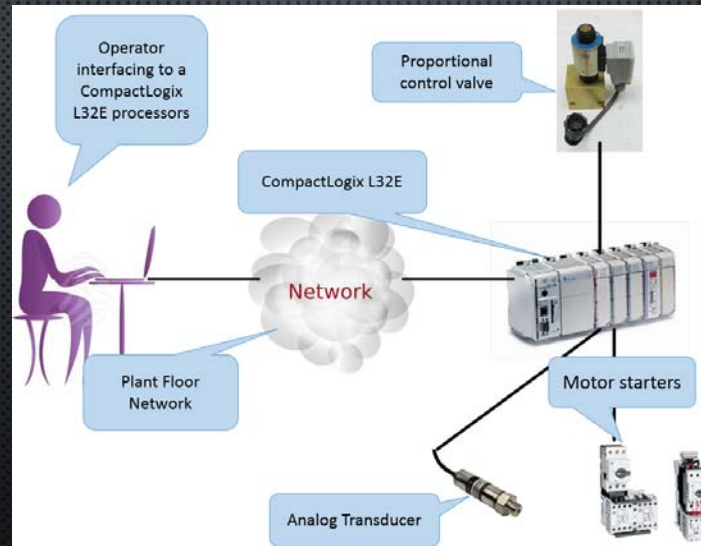 Operator
interfacing to a
CompactLogix
L32E processors
Proportional
control valve
CompactLogix L32E
Network
Plant Floor
Network
Motor starters
Analog Transducer